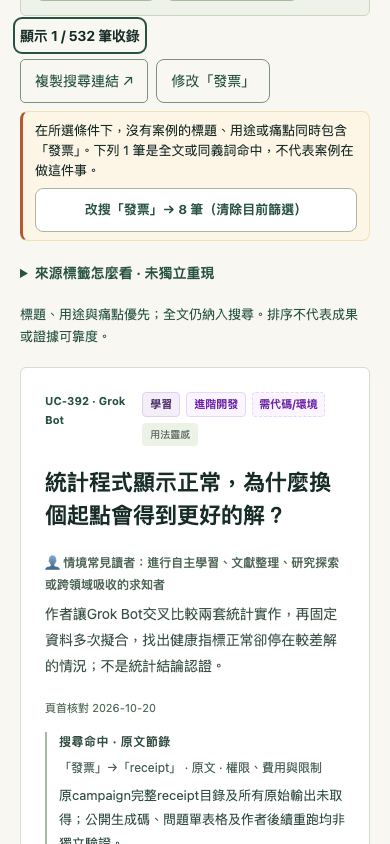 顯示 1 / 532 筆收錄
複製搜尋連結 ↗
修改「發票」
在所選條件下，沒有案例的標題、用途或痛點同時包含
「發票」。下列 1 筆是全文或同義詞命中，不代表案例在
做這件事。
改搜「發票」→ 8 筆（清除目前篩選）
▶ 來源標籤怎麼看 · 未獨立重現
標題、用途與痛點優先；全文仍納入搜尋。排序不代表成果
或證據可靠度。
UC-392 · Grok
Bot
學習
進階開發
需代碼/環境
用法靈感
統計程式顯示正常，為什麼換
個起點會得到更好的解？
👤 情境常見讀者：進行自主學習、文獻整理、研究探索
或跨領域吸收的求知者
作者讓Grok Bot交叉比較兩套統計實作，再固定
資料多次擬合，找出健康指標正常卻停在較差解
的情況；不是統計結論認證。
頁首核對 2026-10-20
搜尋命中 · 原文節錄
「發票」→「receipt」 · 原文 · 權限、費用與限制
原campaign完整receipt目錄及所有原始輸出未取
得；公開生成碼、問題單表格及作者後續重跑均非
獨立驗證。